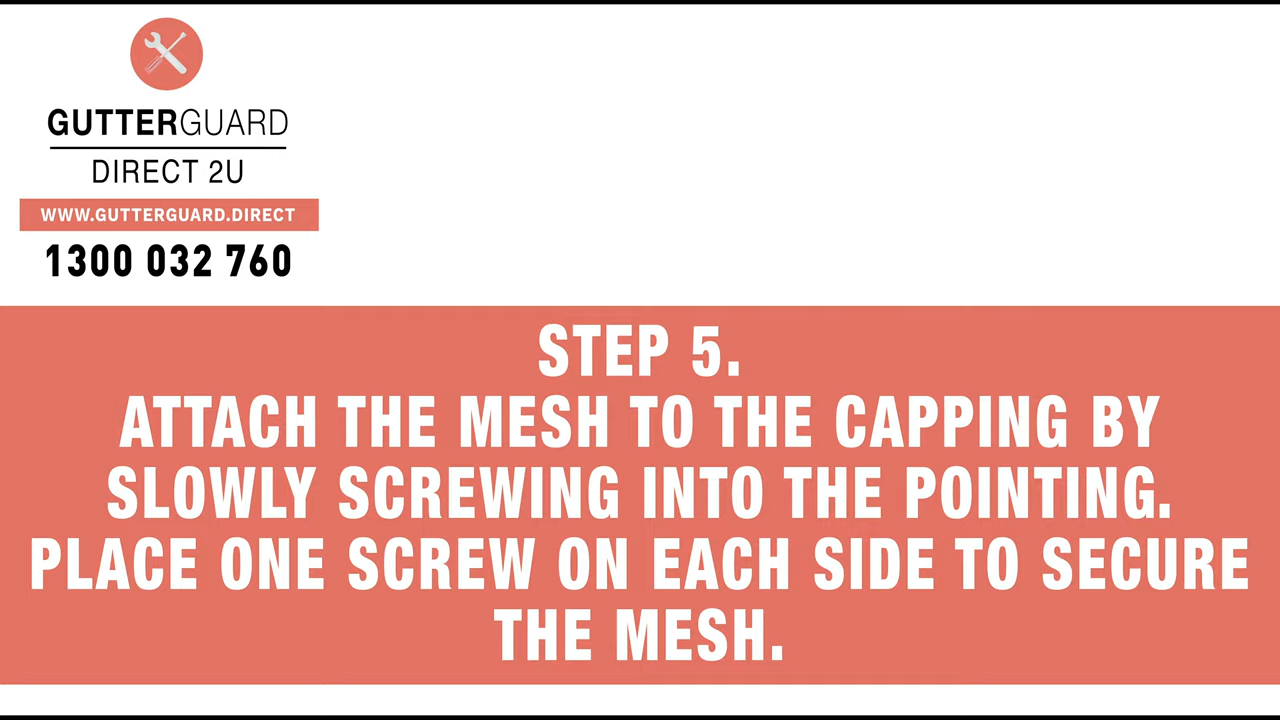 GUTTERGUARD
DIRECT 2U
WWW.GUTTERGUARD.DIRECT
1300 032 760
STEP 5.
ATTACH THE MESH TO THE CAPPING BY
SLOWLY SCREWING INTO THE POINTING.
PLACE ONE SCREW ON EACH SIDE TO SECURE
THE MESH.